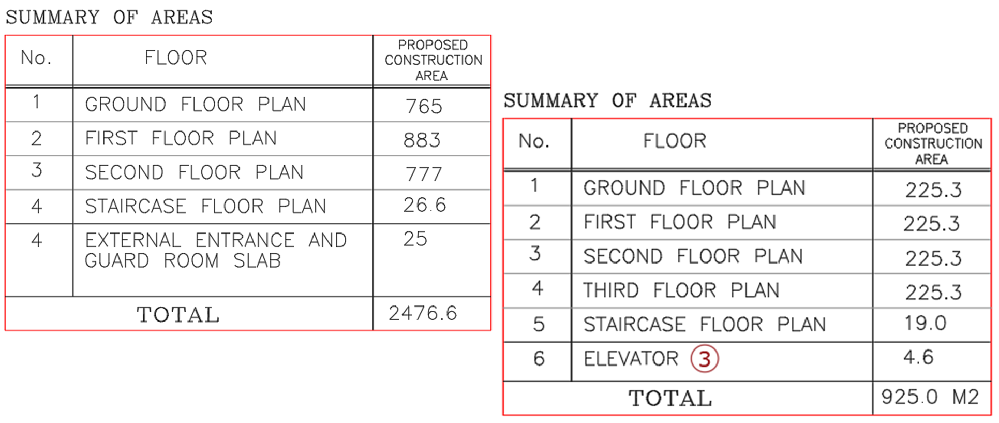 SUMMARY OF AREAS
No. FLOOR PROPOSED
CONSTRUCTION
AREA
1 GROUND FLOOR PLAN 765
2 FIRST FLOOR PLAN 883
3 SECOND FLOOR PLAN 777
4 STAIRCASE FLOOR PLAN 26.6
4 EXTERNAL ENTRANCE AND 25
GUARD ROOM SLAB
TOTAL 2476.6
SUMMARY OF AREAS
No. FLOOR PROPOSED
CONSTRUCTION
AREA
1 GROUND FLOOR PLAN 225.3
2 FIRST FLOOR PLAN 225.3
3 SECOND FLOOR PLAN 225.3
4 THIRD FLOOR PLAN 225.3
5 STAIRCASE FLOOR PLAN 19.0
6 ELEVATOR 3 4.6
TOTAL 925.0 M2